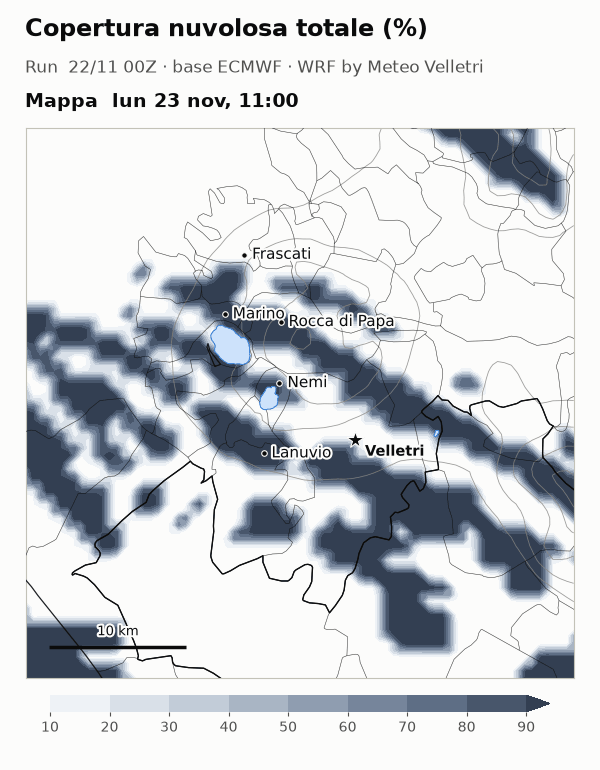 Copertura nuvolosa totale (%)
Run  22/11 00Z · base ECMWF · WRF by Meteo Velletri
Mappa  lun 23 nov, 11:00
Frascati
Marino
Rocca di Papa
Nemi
Velletri
Lanuvio
10 km
10 20 30 40 50 60 70 80 90